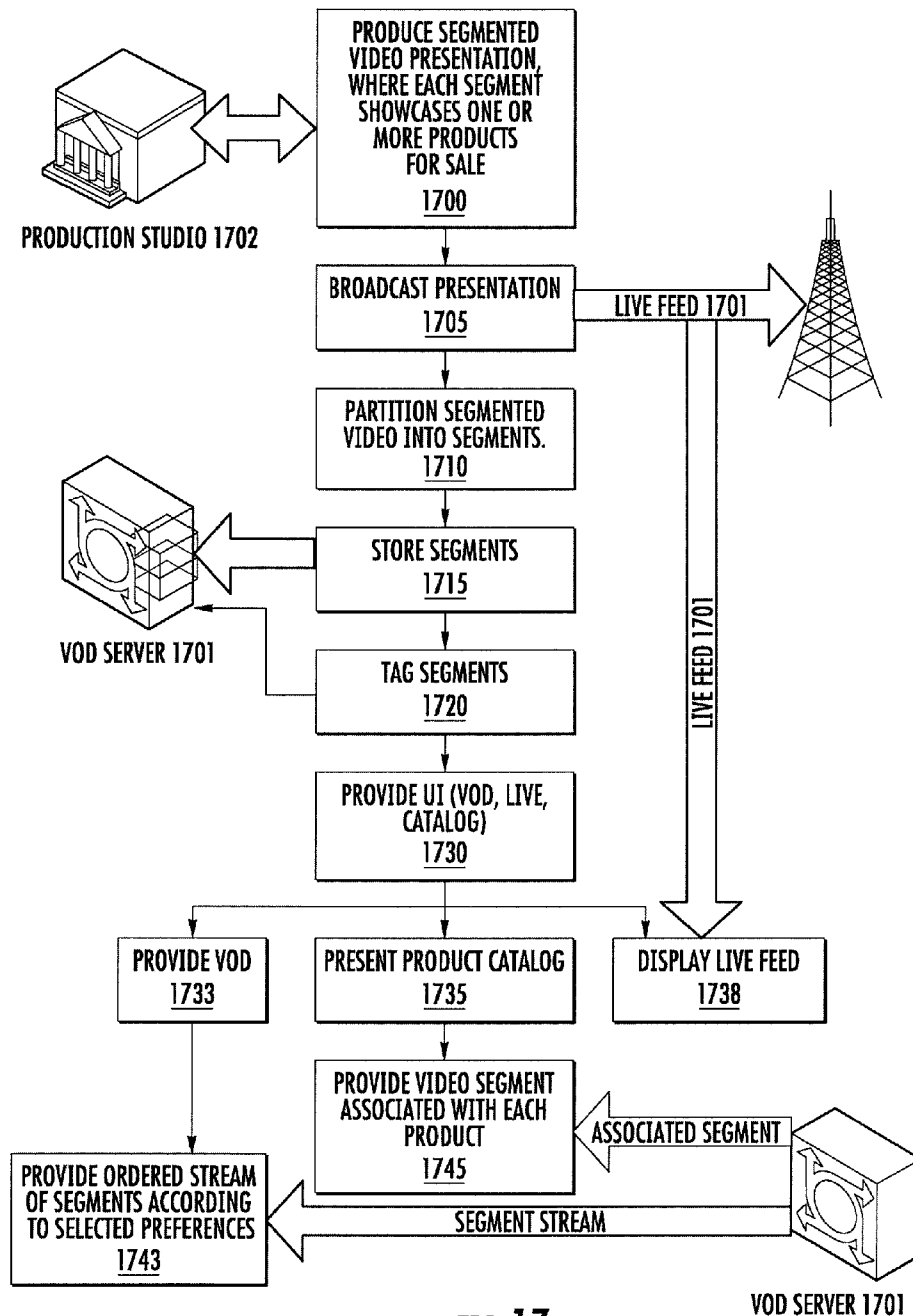 PRODUCE SEGMENTED
VIDEO PRESENTATION,
WHERE EACH SEGMENT
SHOWCASES ONE OR
MORE PRODUCTS
FOR SALE
1700
PRODUCTION STUDIO 1702
BROADCAST PRESENTATION
1705
LIVE FEED 1701
PARTITION SEGMENTED
VIDEO INTO SEGMENTS.
1710
STORE SEGMENTS
1715
VOD SERVER 1701
TAG SEGMENTS
1720
LIVE FEED 1701
PROVIDE UI (VOD, LIVE,
CATALOG)
1730
PROVIDE VOD
1733
PRESENT PRODUCT CATALOG
1735
DISPLAY LIVE FEED
1738
PROVIDE VIDEO SEGMENT
ASSOCIATED WITH EACH
PRODUCT
1745
ASSOCIATED SEGMENT
PROVIDE ORDERED STREAM
OF SEGMENTS ACCORDING
TO SELECTED PREFERENCES
1743
SEGMENT STREAM
VOD SERVER 1701